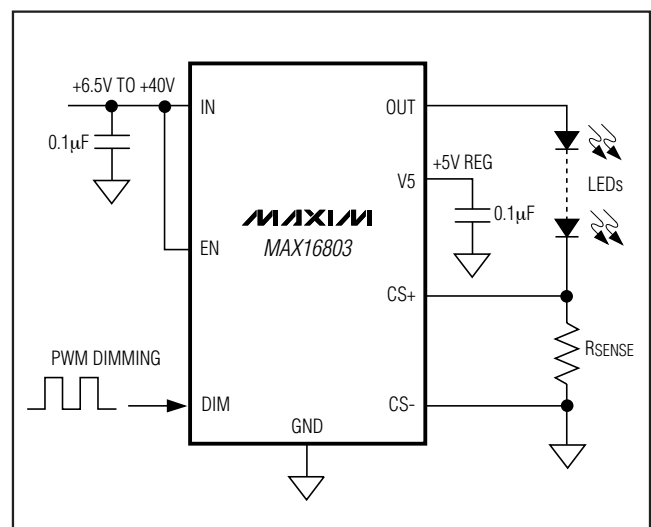 +6.5V TO +40V
IN
OUT
0.1µF
+5V REG
V5
LEDs
0.1µF
MAXIM
MAX16803
EN
CS+
RSENSE
PWM DIMMING
DIM
CS-
GND